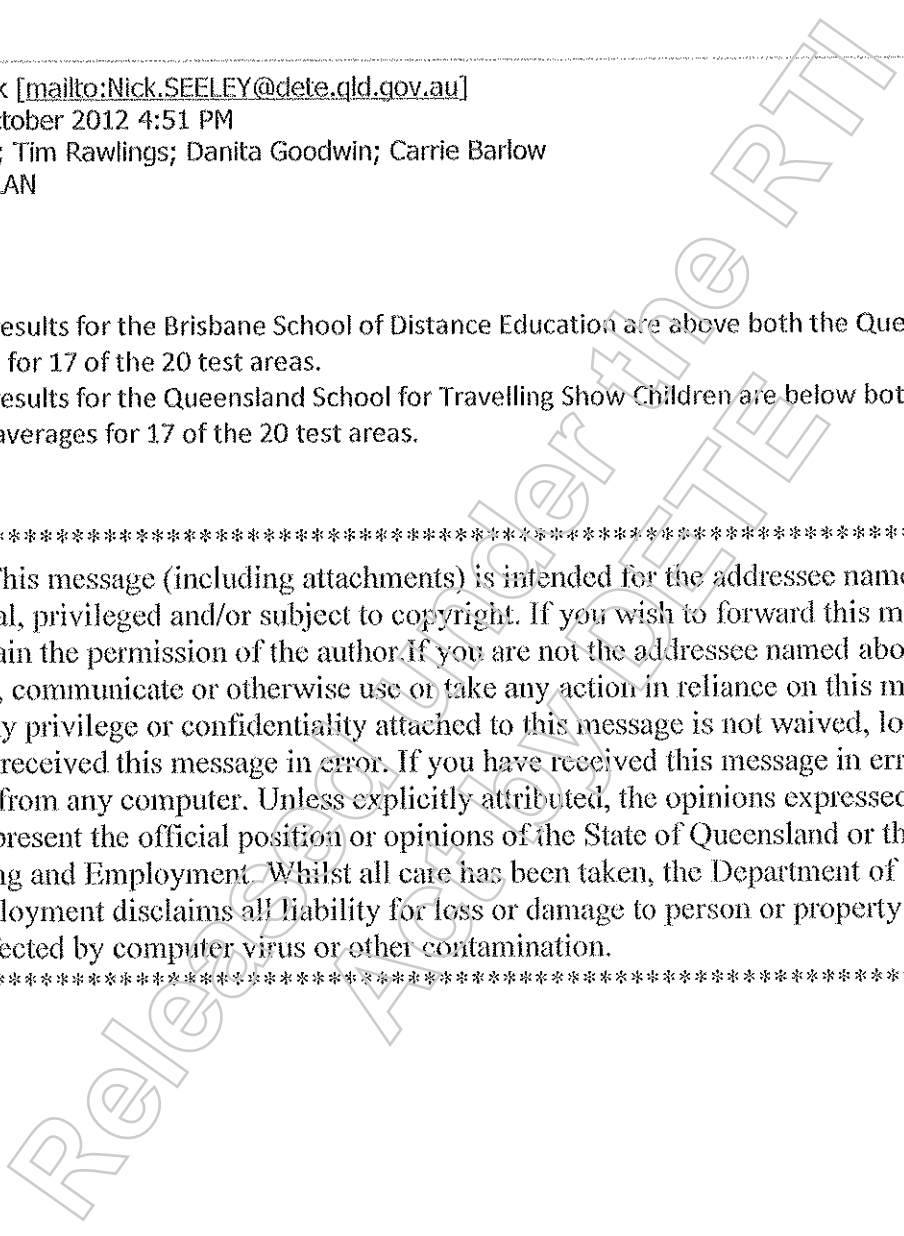 k [mailto:Nick.SEELEY@dete.qld.gov.au]
tober 2012 4:51 PM
; Tim Rawlings; Danita Goodwin; Carrie Barlow
LAN
esults for the Brisbane School of Distance Education are above both the Que
for 17 of the 20 test areas.
esults for the Queensland School for Travelling Show Children are below bot
averages for 17 of the 20 test areas.
*************************************************************
his message (including attachments) is intended for the addressee name
al, privileged and/or subject to copyright. If you wish to forward this m
ain the permission of the author.If you are not the addressee named abo
, communicate or otherwise use or take any action in reliance on this m
y privilege or confidentiality attached to this message is not waived, lo
received this message in error. If you have received this message in err
from any computer. Unless explicitly attributed, the opinions expressed
present the official position or opinions of the State of Queensland or th
ng and Employment. Whilst all care has been taken, the Department of
loyment disclaims all liability for loss or damage to person or property
ected by computer virus or other contamination.
*************************************************************
Released under the RTI
Act by DETE